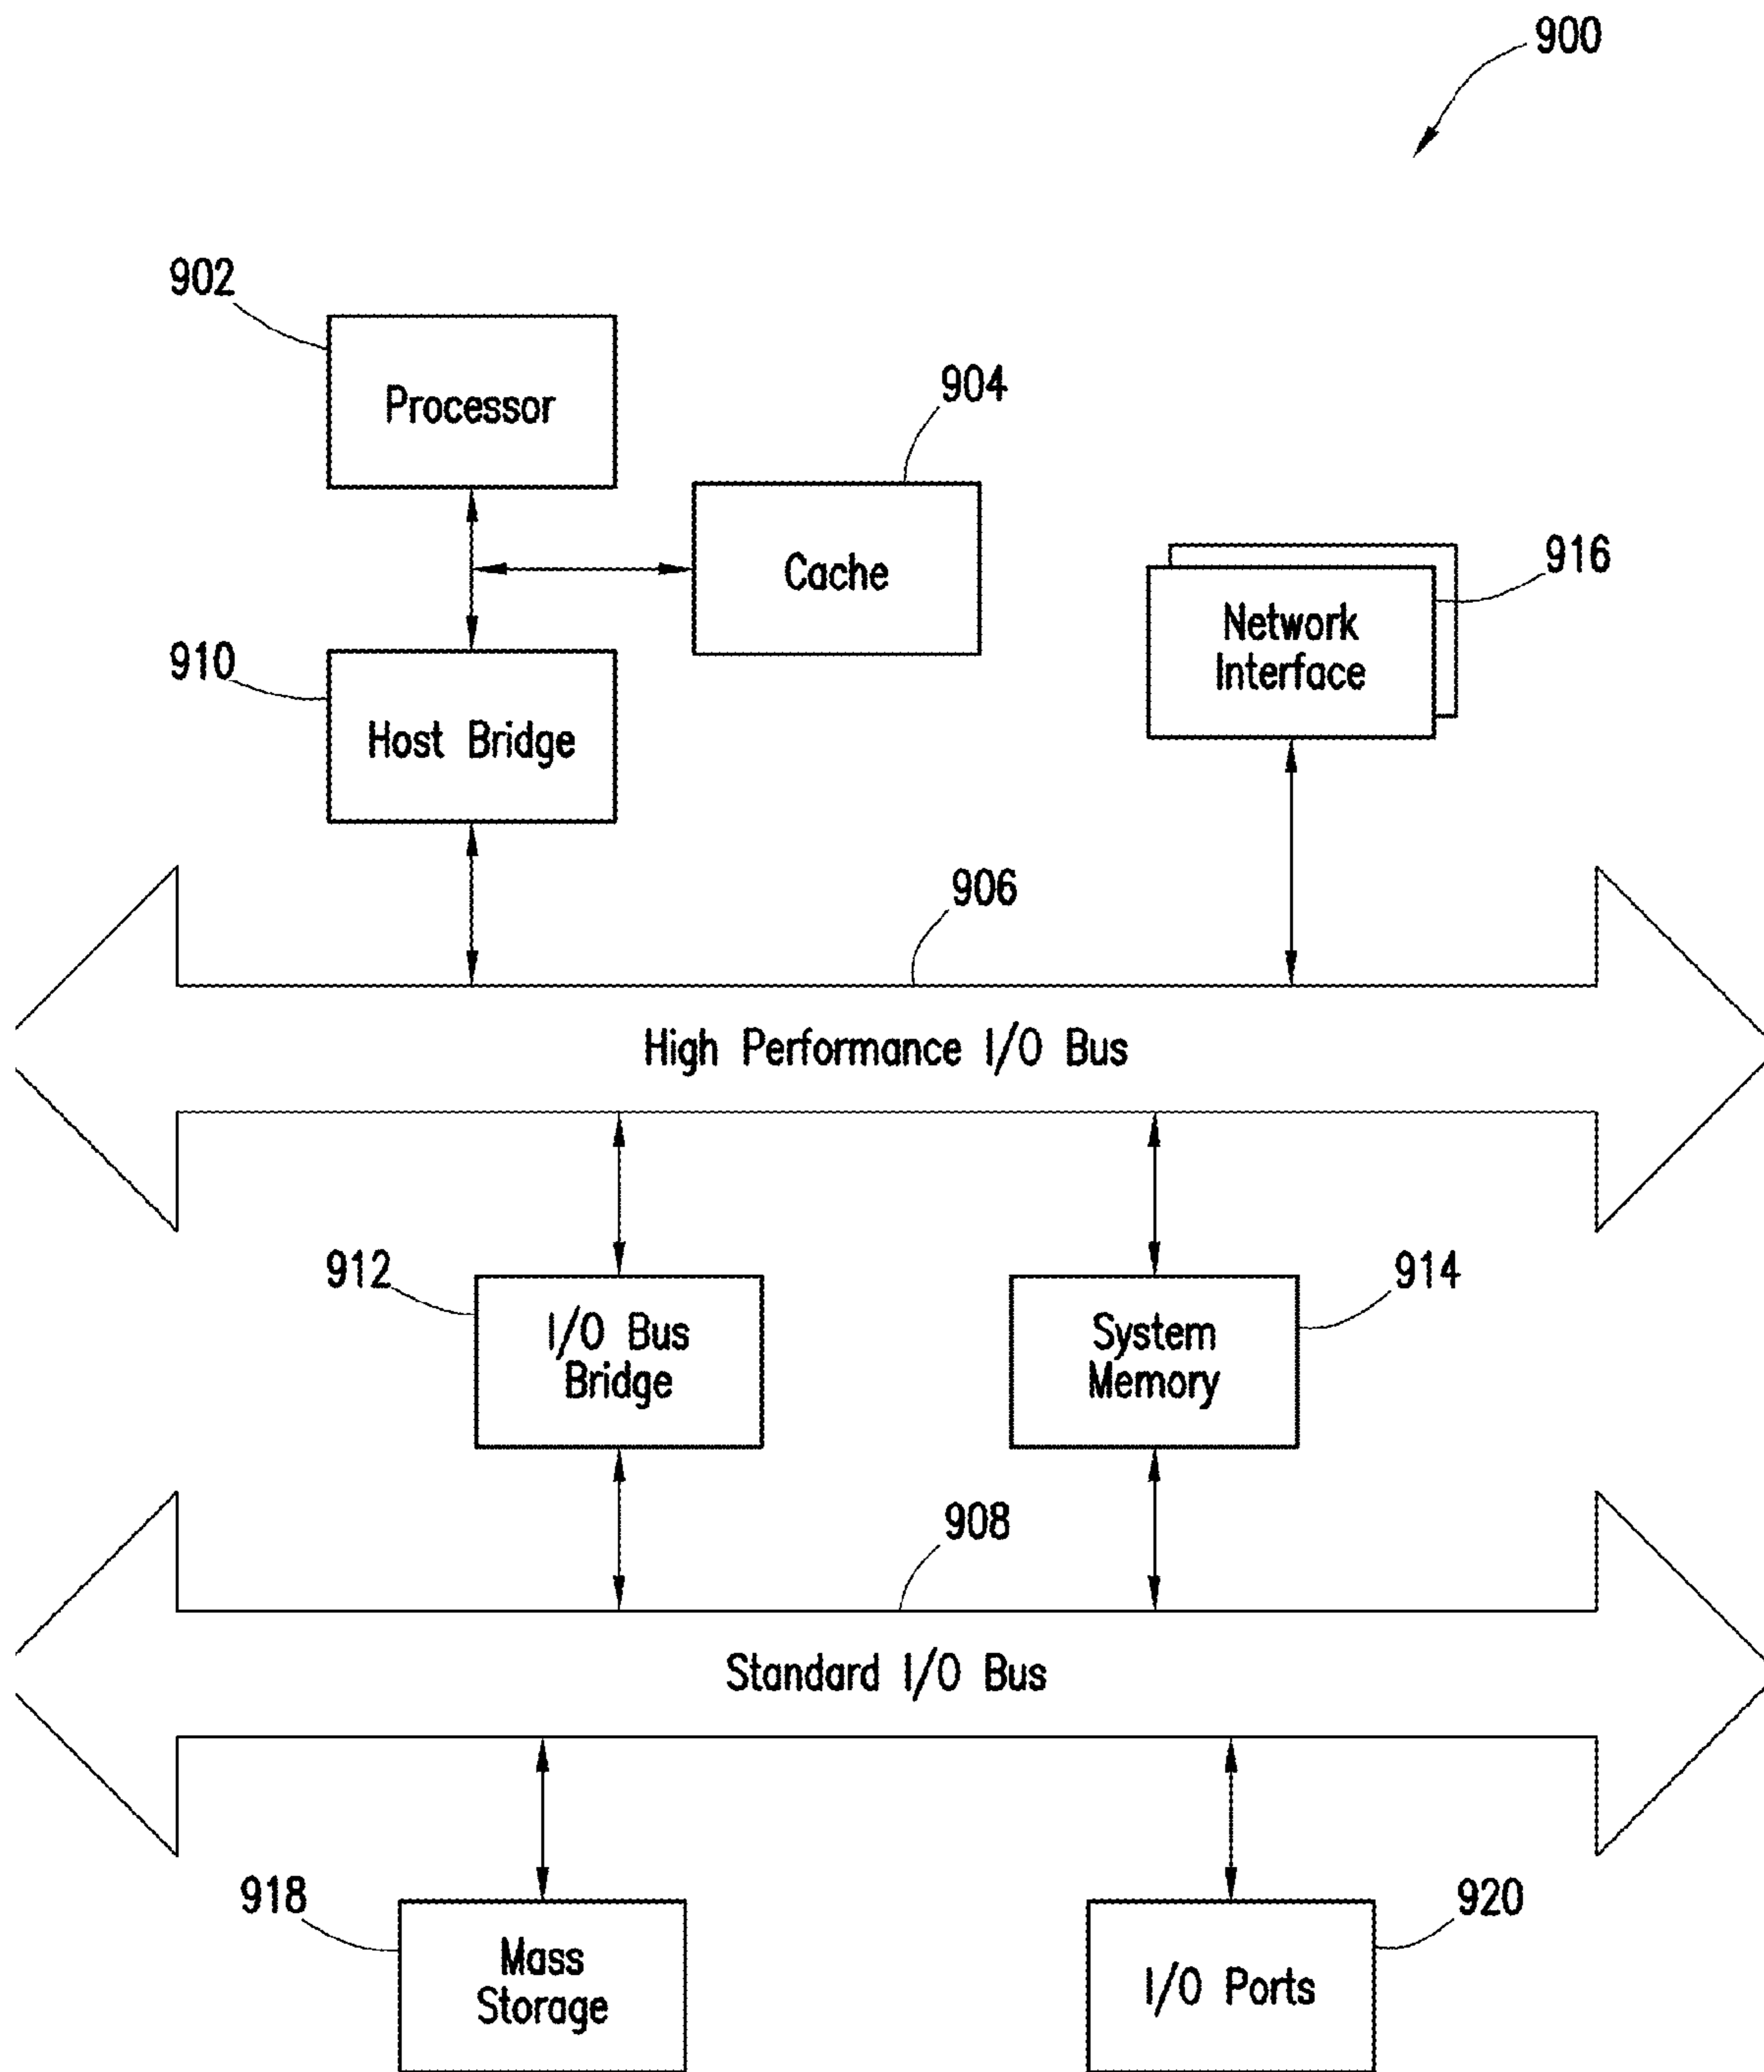 900
902
Processor
904
Cache
916
Network
Interface
910
Host Bridge
906
High Performance I/O Bus
912
I/O Bus
Bridge
914
System
Memory
908
Standard I/O Bus
918
Mass
Storage
920
I/O Ports